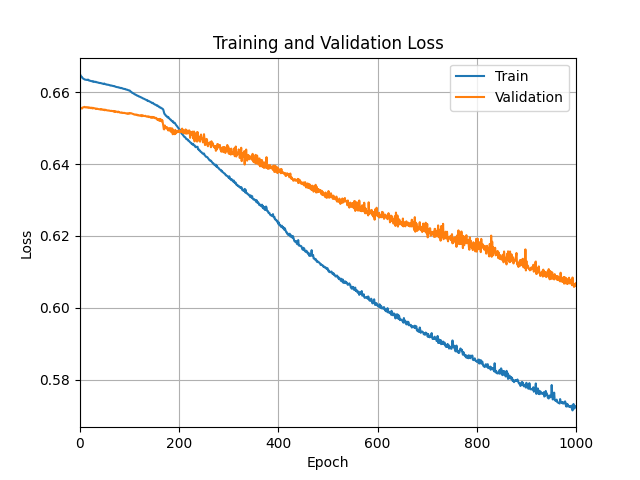 Training and Validation Loss
Train
Validation
0.66
0.64
0.62
0.60
0.58
Loss
0
200
400
600
800
1000
Epoch